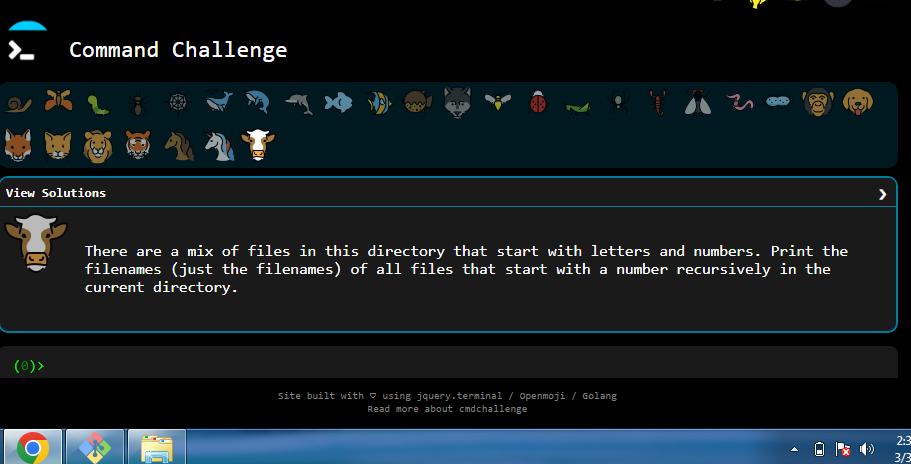 Command Challenge
View Solutions
There are a mix of files in this directory that start with letters and numbers. Print the
filenames (just the filenames) of all files that start with a number recursively in the
current directory.
(0)>
Site built with ♡ using jquery.terminal / Openmoji / Golang
Read more about cmdchallenge
2:3
3/3